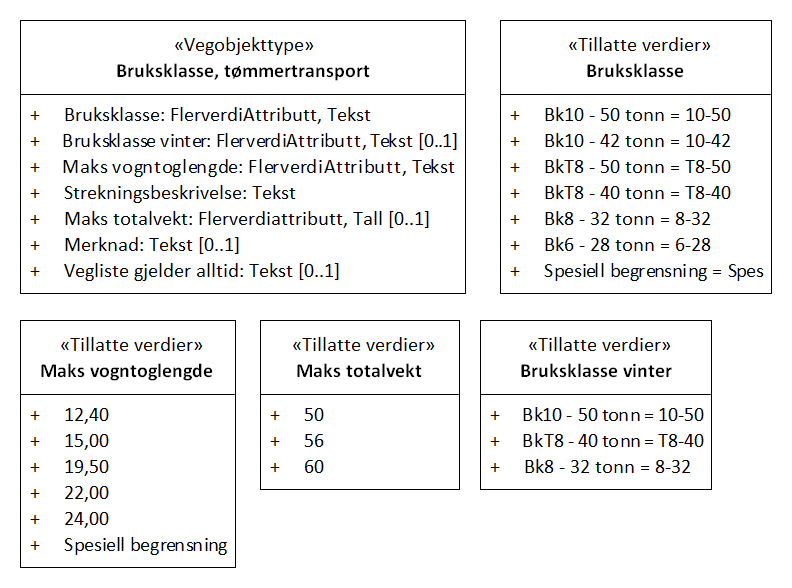 «Vegobjekttype»
Bruksklasse, tømmertransport
+ Bruksklasse: FlerverdiAttributt, Tekst
+ Bruksklasse vinter: FlerverdiAttributt, Tekst [0..1]
+ Maks vogntoglengde: FlerverdiAttributt, Tekst
+ Strekningsbeskrivelse: Tekst
+ Maks totalvekt: Flerverdiattributt, Tall [0..1]
+ Merknad: Tekst [0..1]
+ Vegliste gjelder alltid: Tekst [0..1]
«Tillatte verdier»
Bruksklasse
+ Bk10 - 50 tonn = 10-50
+ Bk10 - 42 tonn = 10-42
+ BkT8 - 50 tonn = T8-50
+ BkT8 - 40 tonn = T8-40
+ Bk8 - 32 tonn = 8-32
+ Bk6 - 28 tonn = 6-28
+ Spesiell begrensning = Spes
«Tillatte verdier»
Maks vogntoglengde
+ 12,40
+ 15,00
+ 19,50
+ 22,00
+ 24,00
+ Spesiell begrensning
«Tillatte verdier»
Maks totalvekt
+ 50
+ 56
+ 60
«Tillatte verdier»
Bruksklasse vinter
+ Bk10 - 50 tonn = 10-50
+ BkT8 - 40 tonn = T8-40
+ Bk8 - 32 tonn = 8-32